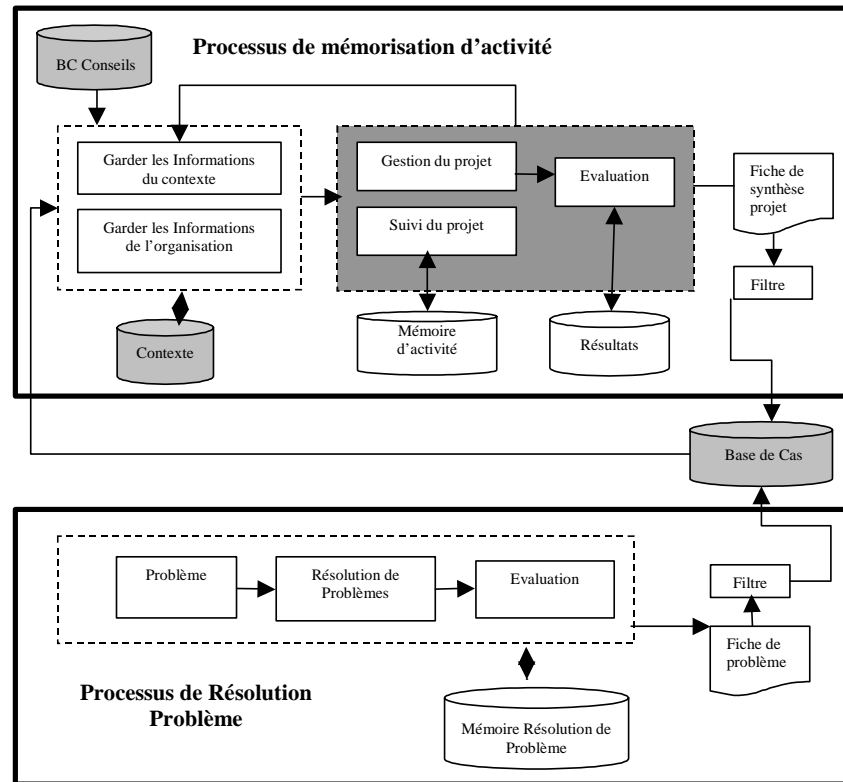 Processus de mémorisation d'activité
BC Conseils
Garder les Informations
du contexte
Garder les Informations
de l'organisation
Contexte
Gestion du projet
Suivi du projet
Evaluation
Mémoire
d'activité
Résultats
Fiche de
synthèse
projet
Filtre
Base de Cas
Problème
Résolution de
Problèmes
Evaluation
Filtre
Fiche de
problème
Processus de Résolution
Problème
Mémoire Résolution de
Problème